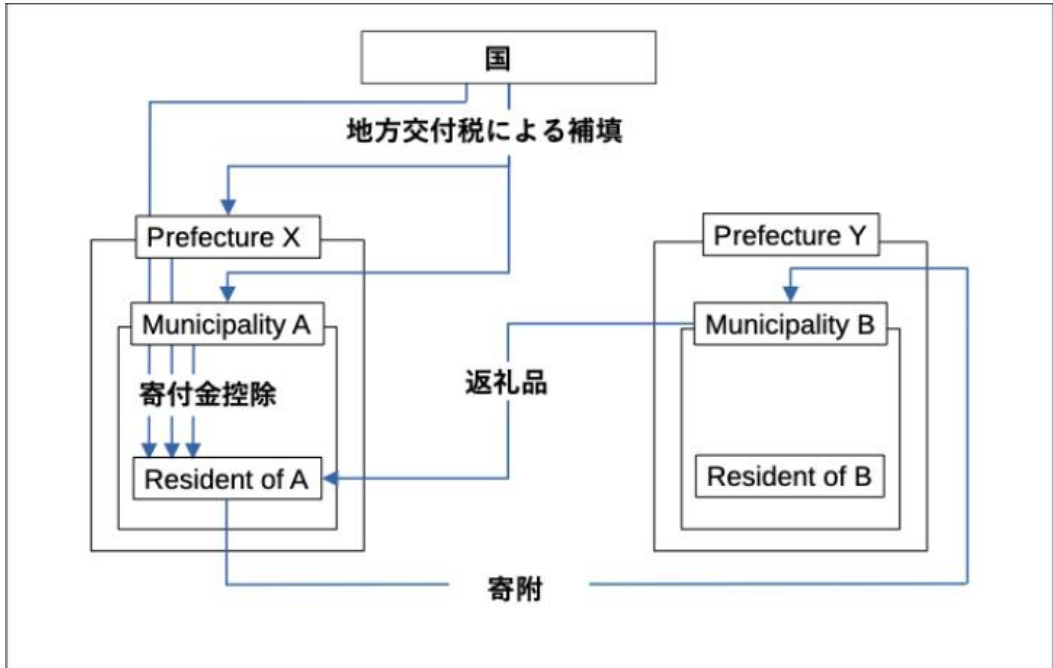 国
地方交付税による補填
Prefecture X
Prefecture Y
Municipality A
Municipality B
寄付金控除
返礼品
Resident of A
Resident of B
寄附